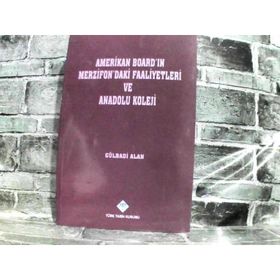 AMERİKAN BOARD'IN
MERZİFON'DAKİ FAALİYETLERİ
VE
ANADOLU KOLEJİ
GÜLBADİ ALAN
TÜRK TARİH KURUMU